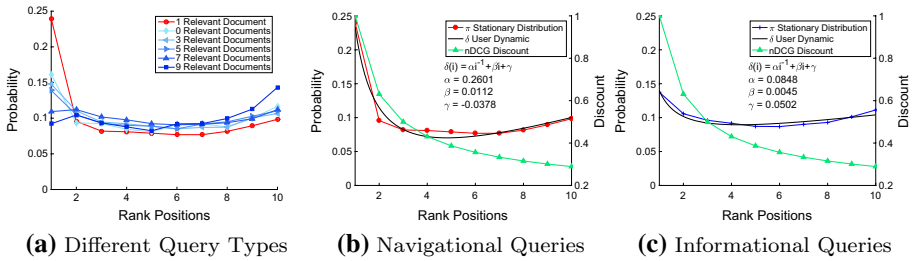 0.25
0.2
0.15
0.1
0.05
0
Probability
2 4 6 8 10
Rank Positions
1 Relevant Document
0 Relevant Documents
3 Relevant Documents
5 Relevant Documents
7 Relevant Documents
9 Relevant Documents
(a) Different Query Types
0.25
0.2
0.15
0.1
0.05
0
Probability
2 4 6 8 10
Rank Positions
1
0.8
0.6
0.4
0.2
Discount
π Stationary Distribution
δ User Dynamic
nDCG Discount
δ(i) = αi⁻¹+βi+γ
α = 0.2601
β = 0.0112
γ = -0.0378
(b) Navigational Queries
0.25
0.2
0.15
0.1
0.05
0
Probability
2 4 6 8 10
Rank Positions
1
0.8
0.6
0.4
0.2
Discount
π Stationary Distribution
δ User Dynamic
nDCG Discount
δ(i) = αi⁻¹+βi+γ
α = 0.0848
β = 0.0045
γ = 0.0502
(c) Informational Queries